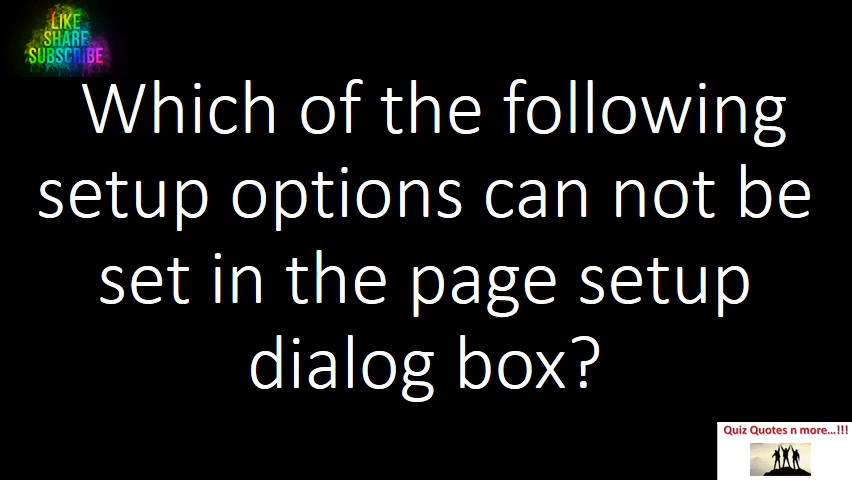 LIKE
SHARE
SUBSCRIBE
Which of the following
setup options can not be
set in the page setup
dialog box?
Quiz Quotes n more...!!!